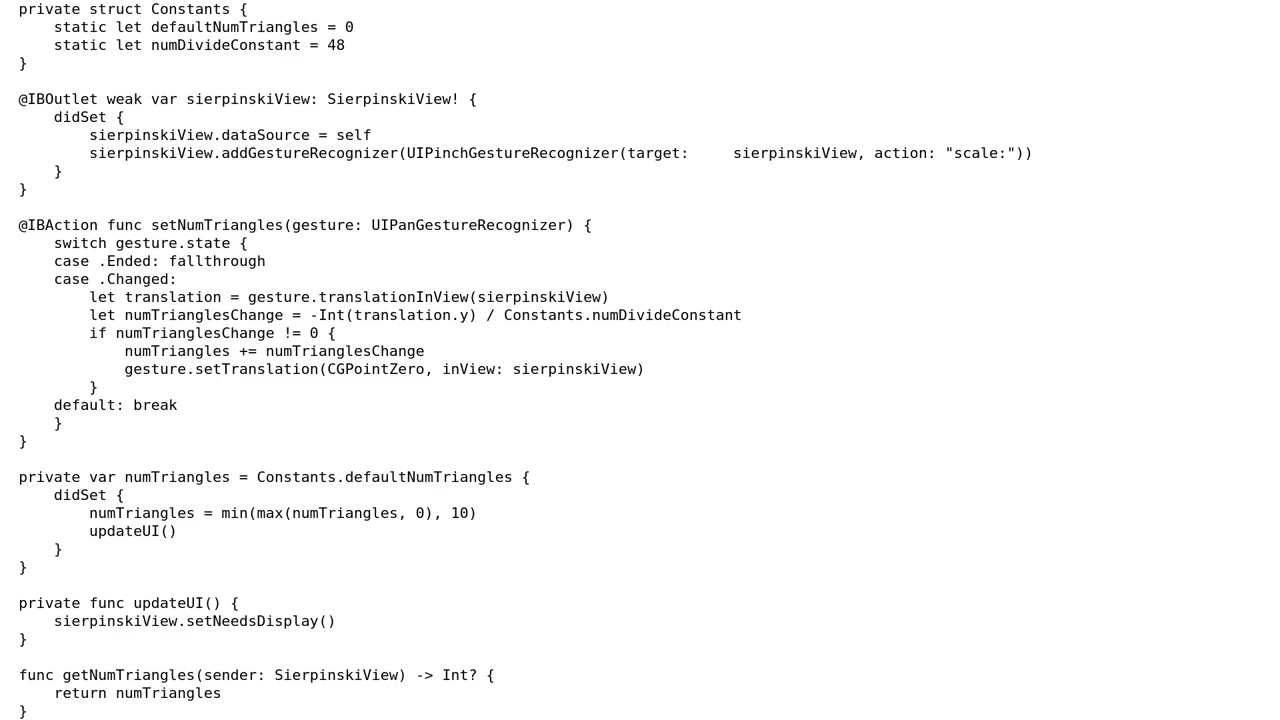 private struct Constants {
    static let defaultNumTriangles = 0
    static let numDivideConstant = 48
}

@IBOutlet weak var sierpinskiView: SierpinskiView! {
    didSet {
        sierpinskiView.dataSource = self
        sierpinskiView.addGestureRecognizer(UIPinchGestureRecognizer(target:     sierpinskiView, action: "scale:"))
    }
}

@IBAction func setNumTriangles(gesture: UIPanGestureRecognizer) {
    switch gesture.state {
    case .Ended: fallthrough
    case .Changed:
        let translation = gesture.translationInView(sierpinskiView)
        let numTrianglesChange = -Int(translation.y) / Constants.numDivideConstant
        if numTrianglesChange != 0 {
            numTriangles += numTrianglesChange
            gesture.setTranslation(CGPointZero, inView: sierpinskiView)
        }
    default: break
    }
}

private var numTriangles = Constants.defaultNumTriangles {
    didSet {
        numTriangles = min(max(numTriangles, 0), 10)
        updateUI()
    }
}

private func updateUI() {
    sierpinskiView.setNeedsDisplay()
}

func getNumTriangles(sender: SierpinskiView) -> Int? {
    return numTriangles
}